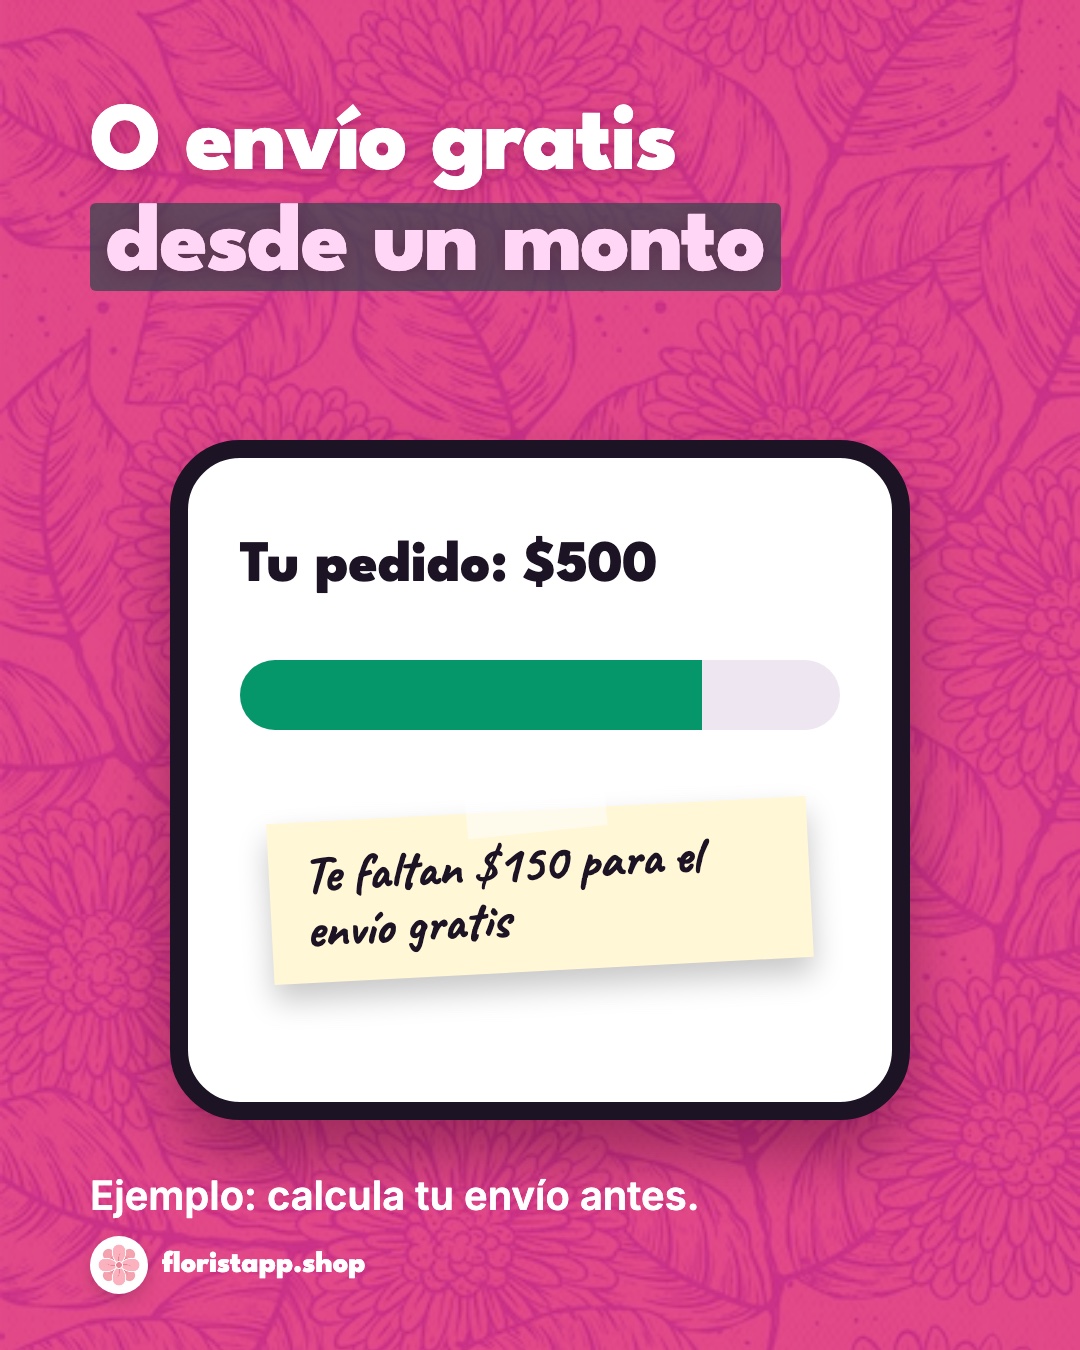 O envío gratis
desde un monto
Tu pedido: $500
Te faltan $150 para el
envío gratis
Ejemplo: calcula tu envío antes.
floristapp.shop